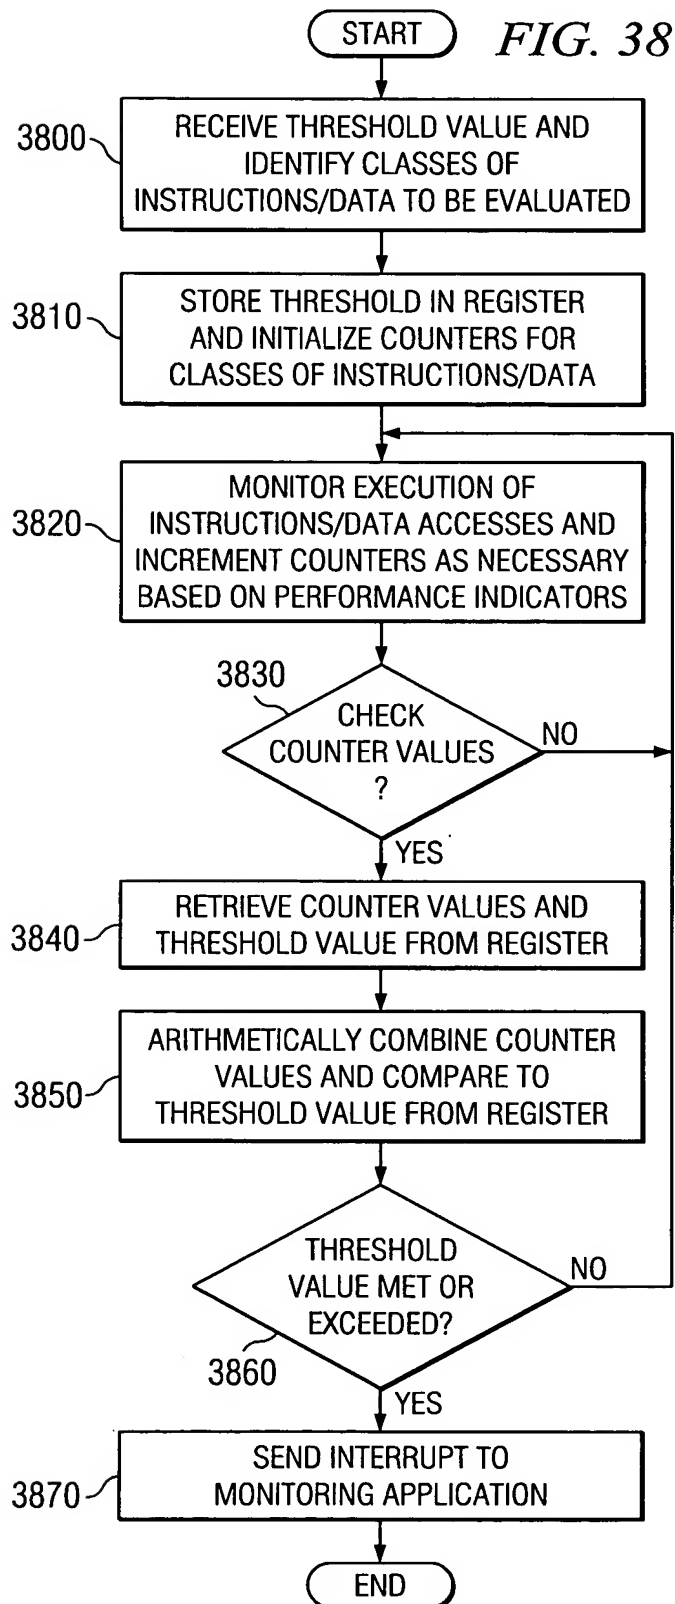 START
FIG. 38
3800
RECEIVE THRESHOLD VALUE AND
IDENTIFY CLASSES OF
INSTRUCTIONS/DATA TO BE EVALUATED
3810
STORE THRESHOLD IN REGISTER
AND INITIALIZE COUNTERS FOR
CLASSES OF INSTRUCTIONS/DATA
3820
MONITOR EXECUTION OF
INSTRUCTIONS/DATA ACCESSES AND
INCREMENT COUNTERS AS NECESSARY
BASED ON PERFORMANCE INDICATORS
3830
CHECK
COUNTER VALUES
?
NO
YES
3840
RETRIEVE COUNTER VALUES AND
THRESHOLD VALUE FROM REGISTER
3850
ARITHMETICALLY COMBINE COUNTER
VALUES AND COMPARE TO
THRESHOLD VALUE FROM REGISTER
THRESHOLD
VALUE MET OR
EXCEEDED?
NO
3860
YES
3870
SEND INTERRUPT TO
MONITORING APPLICATION
END